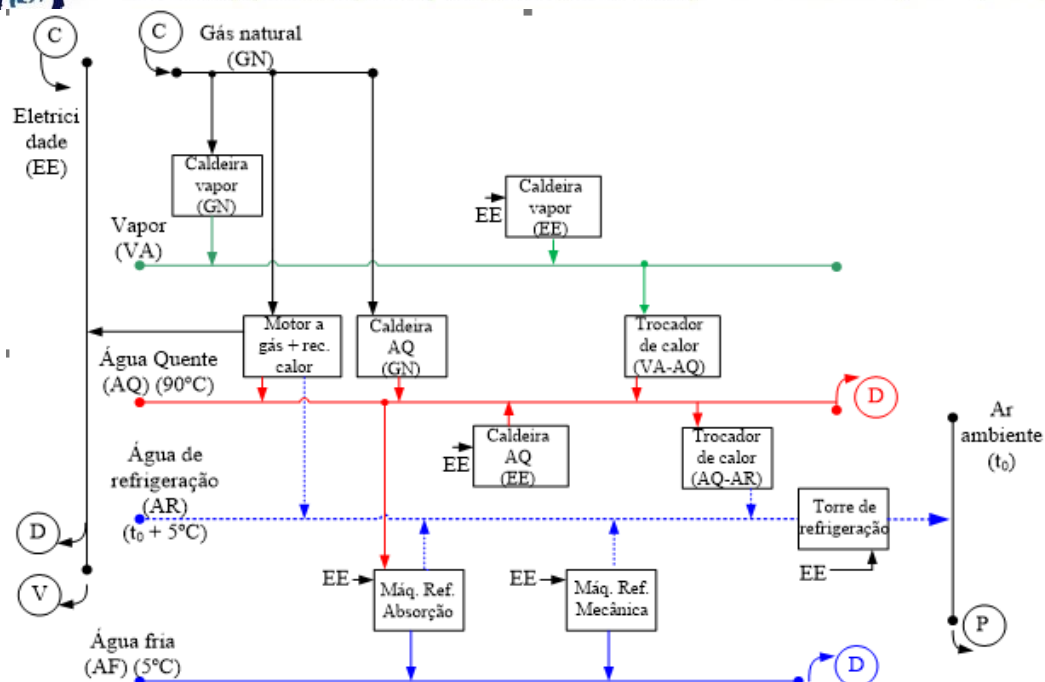 C
C
Gás natural
(GN)
Eletrici
dade
(EE)
Caldeira
vapor
(GN)
Caldeira
vapor
(EE)
EE
Vapor
(VA)
Motor a
gás + rec.
calor
Caldeira
AQ
(GN)
Trocador
de calor
(VA-AQ)
Água Quente
(AQ) (90°C)
D
Ar
ambiente
(t₀)
Caldeira
AQ
(EE)
EE
Trocador
de calor
(AQ-AR)
Água de
refrigeração
(AR)
(t₀ + 5°C)
Torre de
refrigeração
EE
D
V
EE
Máq. Ref.
Absorção
EE
Máq. Ref.
Mecânica
P
Água fria
(AF) (5°C)
D